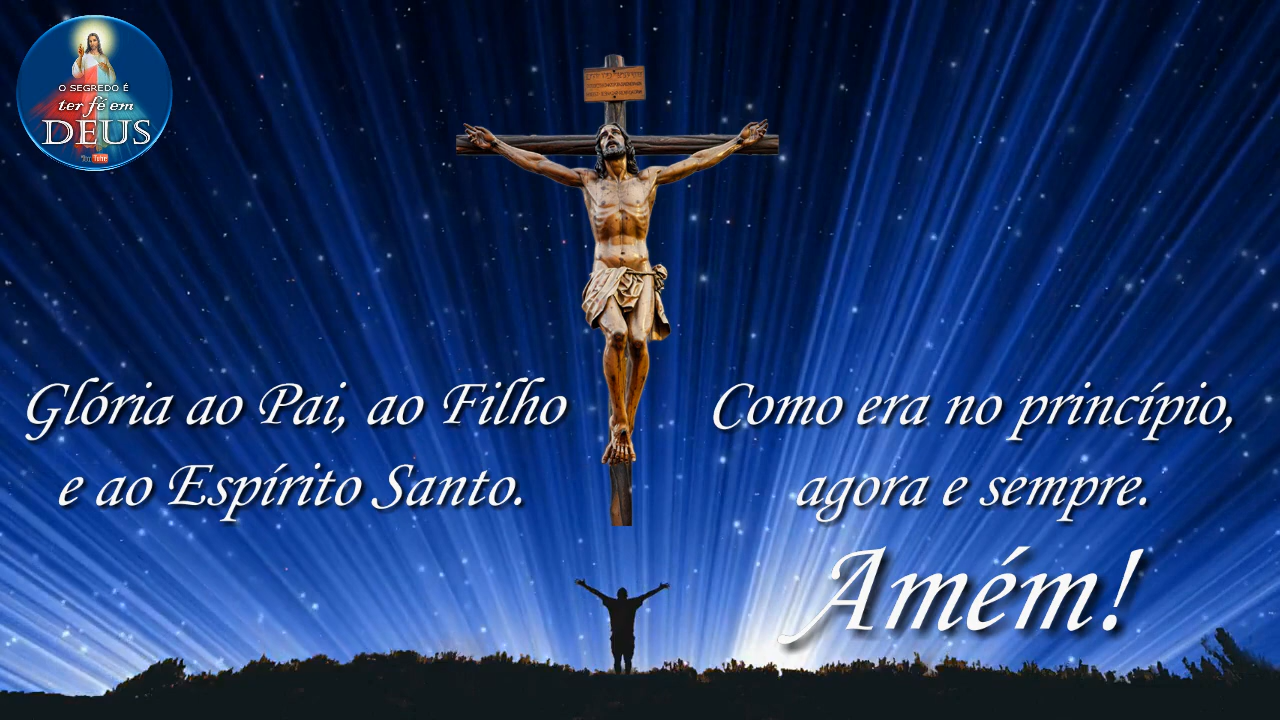 O SEGREDO É
ter fé em
DEUS
Glória ao Pai, ao Filho
e ao Espírito Santo.
Como era no princípio,
agora e sempre.
Amém!